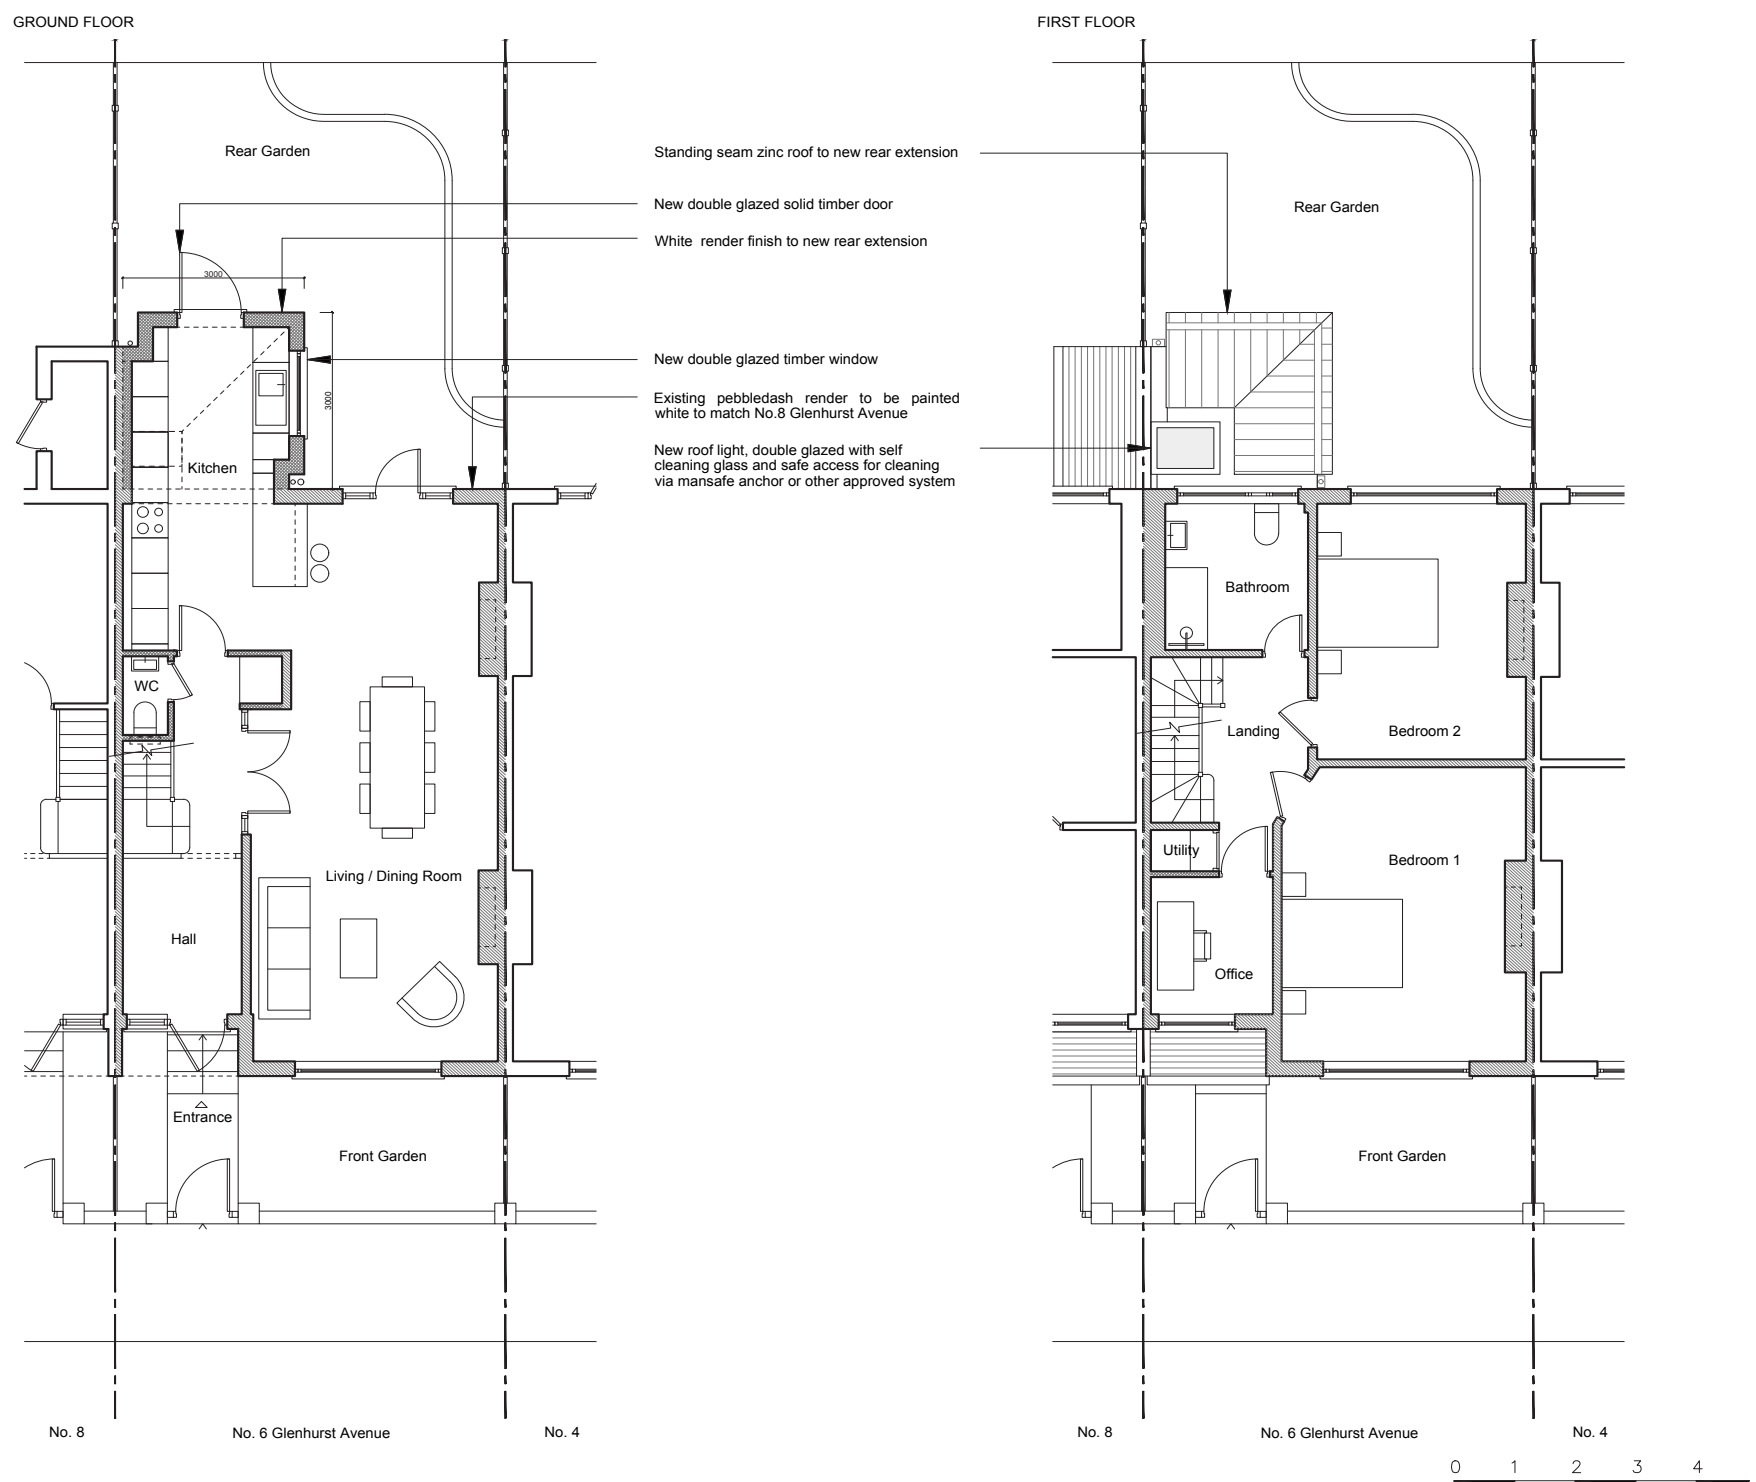 GROUND FLOOR
FIRST FLOOR
Rear Garden
Standing seam zinc roof to new rear extension
New double glazed solid timber door
Rear Garden
White render finish to new rear extension
3000
New double glazed timber window
3000
Existing pebbledash render to be painted
white to match No.8 Glenhurst Avenue
New roof light, double glazed with self
cleaning glass and safe access for cleaning
via mansafe anchor or other approved system
Kitchen
Bathroom
WC
Landing
Bedroom 2
Utility
Bedroom 1
Living / Dining Room
Hall
Office
Entrance
Front Garden
Front Garden
No. 8
No. 6 Glenhurst Avenue
No. 4
No. 8
No. 6 Glenhurst Avenue
No. 4
0 1 2 3 4